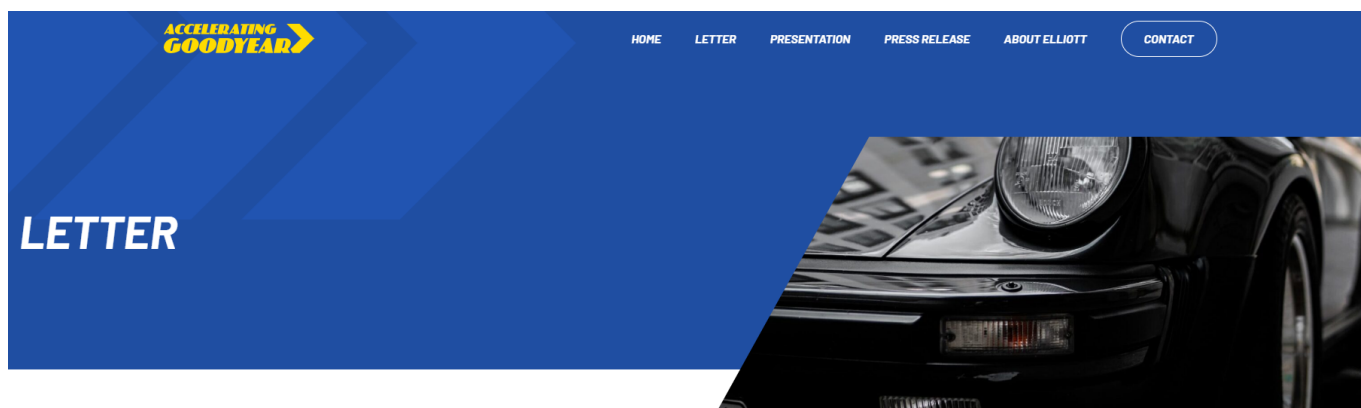 ACCELERATING
GOODYEAR
HOME LETTER PRESENTATION PRESS RELEASE ABOUT ELLIOTT CONTACT
LETTER